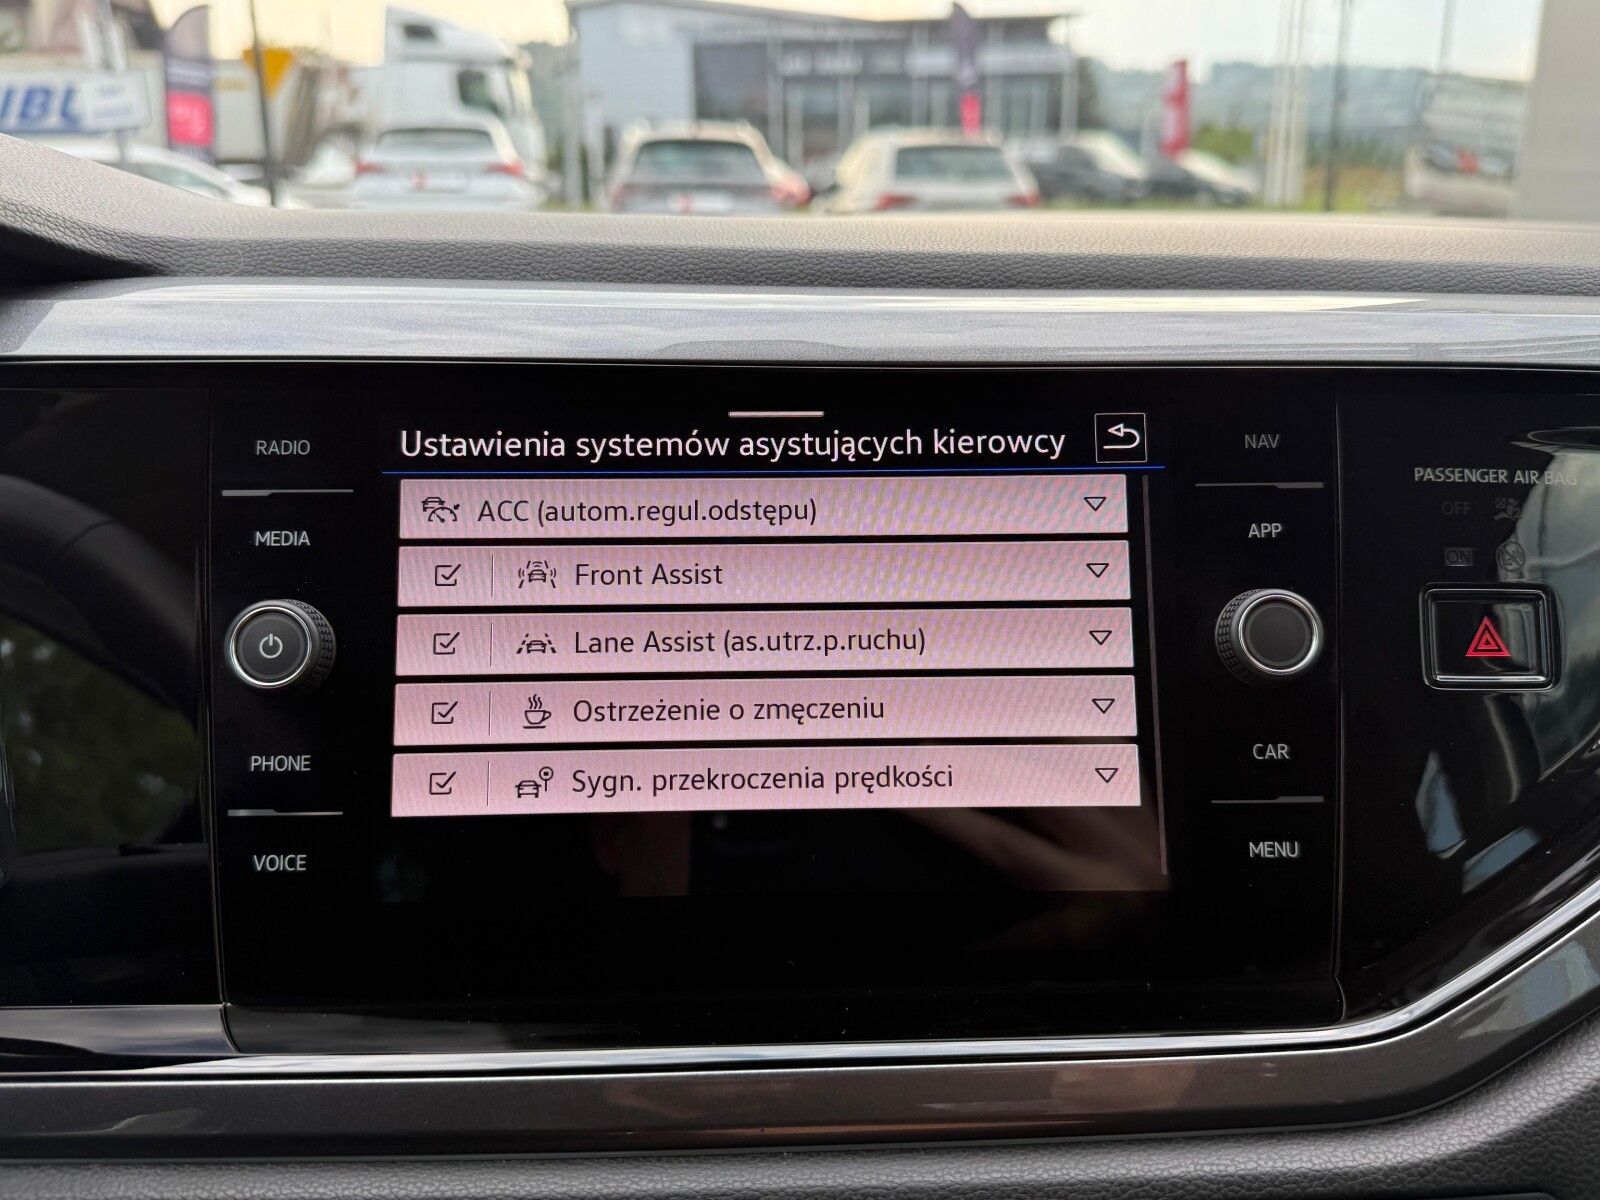 IBL
RADIO
MEDIA
PHONE
VOICE
Ustawienia systemów asystujących kierowcy
ACC (autom.regul.odstępu)
Front Assist
Lane Assist (as.utrz.p.ruchu)
Ostrzeżenie o zmęczeniu
Sygn. przekroczenia prędkości
NAV
APP
CAR
MENU
PASSENGER AIR BAG
OFF
ON